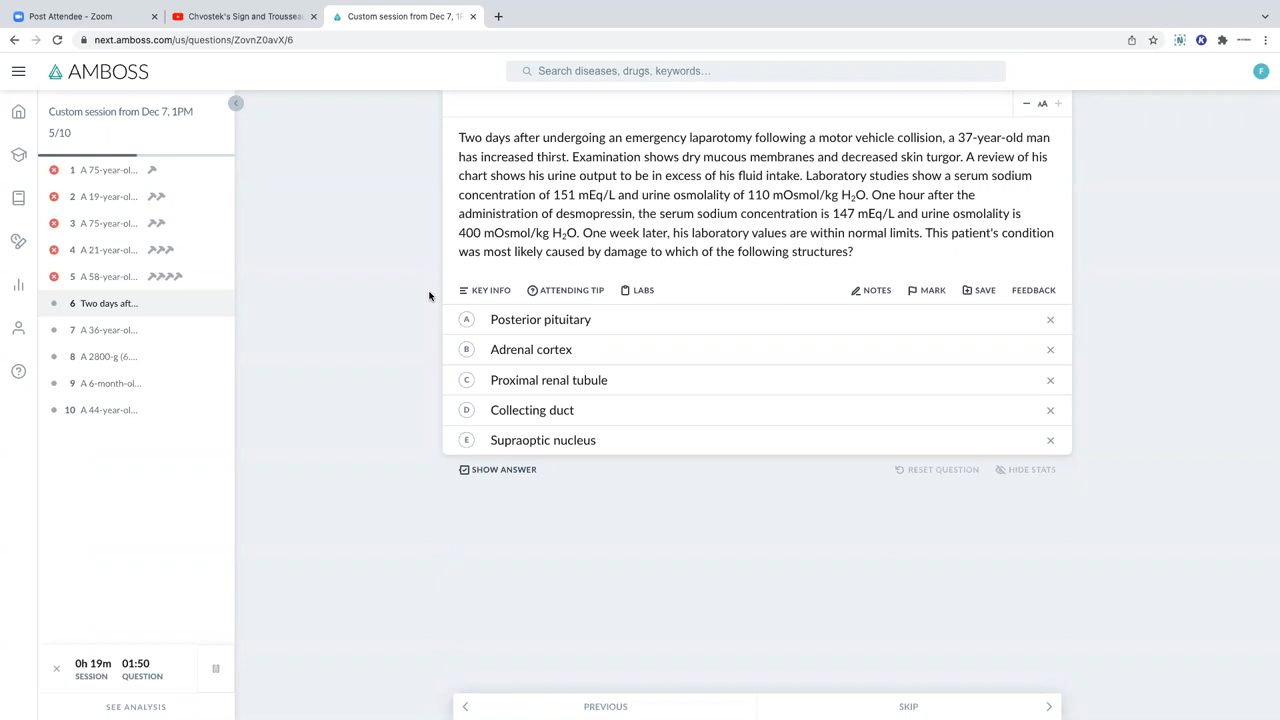 Post Attendee - Zoom
Chvostek's Sign and Trousseau
Custom session from Dec 7, 1P
next.amboss.com/us/questions/ZovnZ0avX/6
AMBOSS
Search diseases, drugs, keywords…
F
Custom session from Dec 7, 1PM
5/10
1 A 75-year-ol...
2 A 19-year-ol...
3 A 75-year-ol...
4 A 21-year-ol...
5 A 58-year-ol...
6 Two days aft...
7 A 36-year-ol...
8 A 2800-g (6....
9 A 6-month-ol...
10 A 44-year-ol...
0h 19m 01:50
SESSION QUESTION
SEE ANALYSIS
AA
Two days after undergoing an emergency laparotomy following a motor vehicle collision, a 37-year-old man
has increased thirst. Examination shows dry mucous membranes and decreased skin turgor. A review of his
chart shows his urine output to be in excess of his fluid intake. Laboratory studies show a serum sodium
concentration of 151 mEq/L and urine osmolality of 110 mOsmol/kg H₂O. One hour after the
administration of desmopressin, the serum sodium concentration is 147 mEq/L and urine osmolality is
400 mOsmol/kg H₂O. One week later, his laboratory values are within normal limits. This patient's condition
was most likely caused by damage to which of the following structures?
KEY INFO ATTENDING TIP LABS NOTES MARK SAVE FEEDBACK
A Posterior pituitary
B Adrenal cortex
C Proximal renal tubule
D Collecting duct
E Supraoptic nucleus
SHOW ANSWER RESET QUESTION HIDE STATS
PREVIOUS SKIP